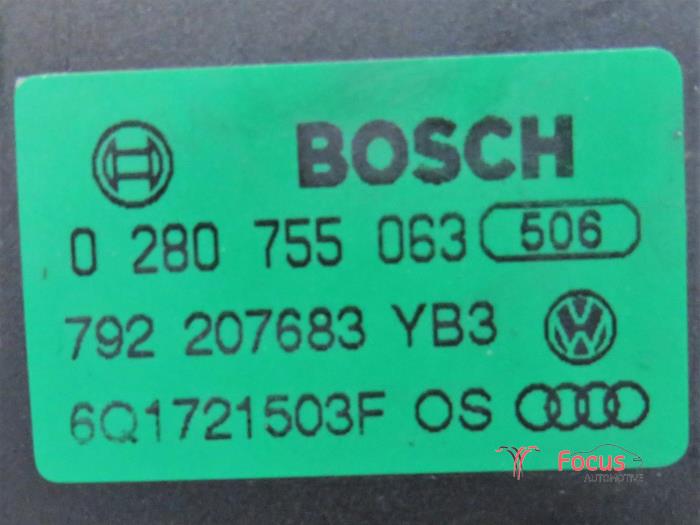 BOSCH
0 280 755 063 506
792 207683 YB3
6Q1721503F OS
Focus
AUTOMOTIVE